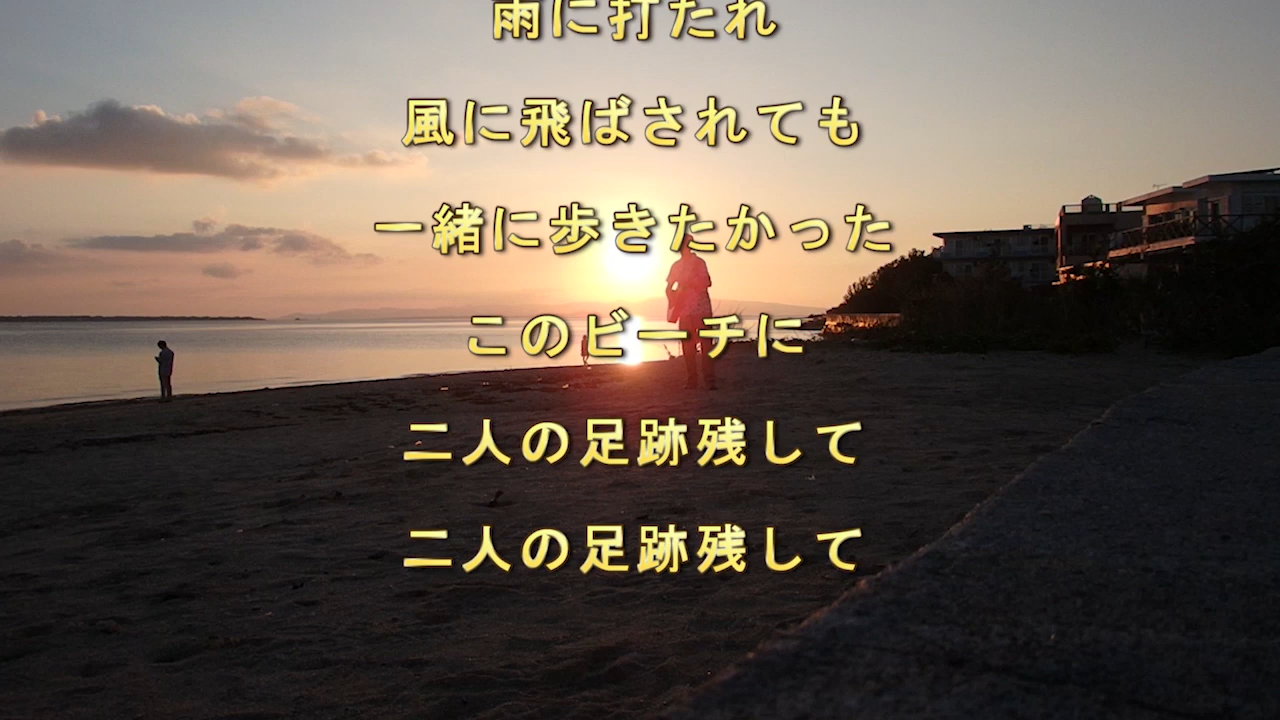 雨に打たれ
風に飛ばされても
一緒に歩きたかった
このビーチに
二人の足跡残して
二人の足跡残して